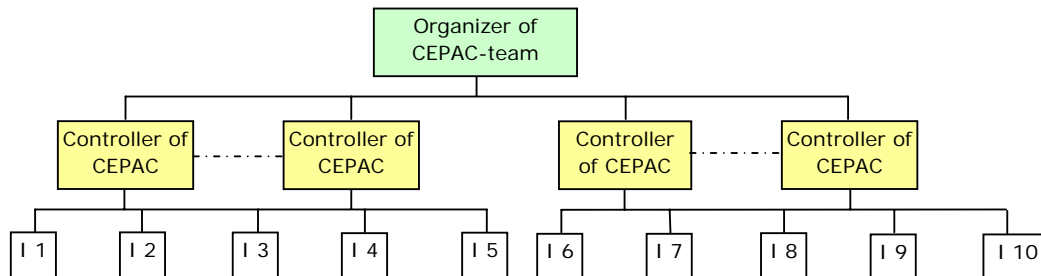 Organizer of
CEPAC-team
Controller of
CEPAC
Controller of
CEPAC
Controller
of CEPAC
Controller of
CEPAC
I 1
I 2
I 3
I 4
I 5
I 6
I 7
I 8
I 9
I 10